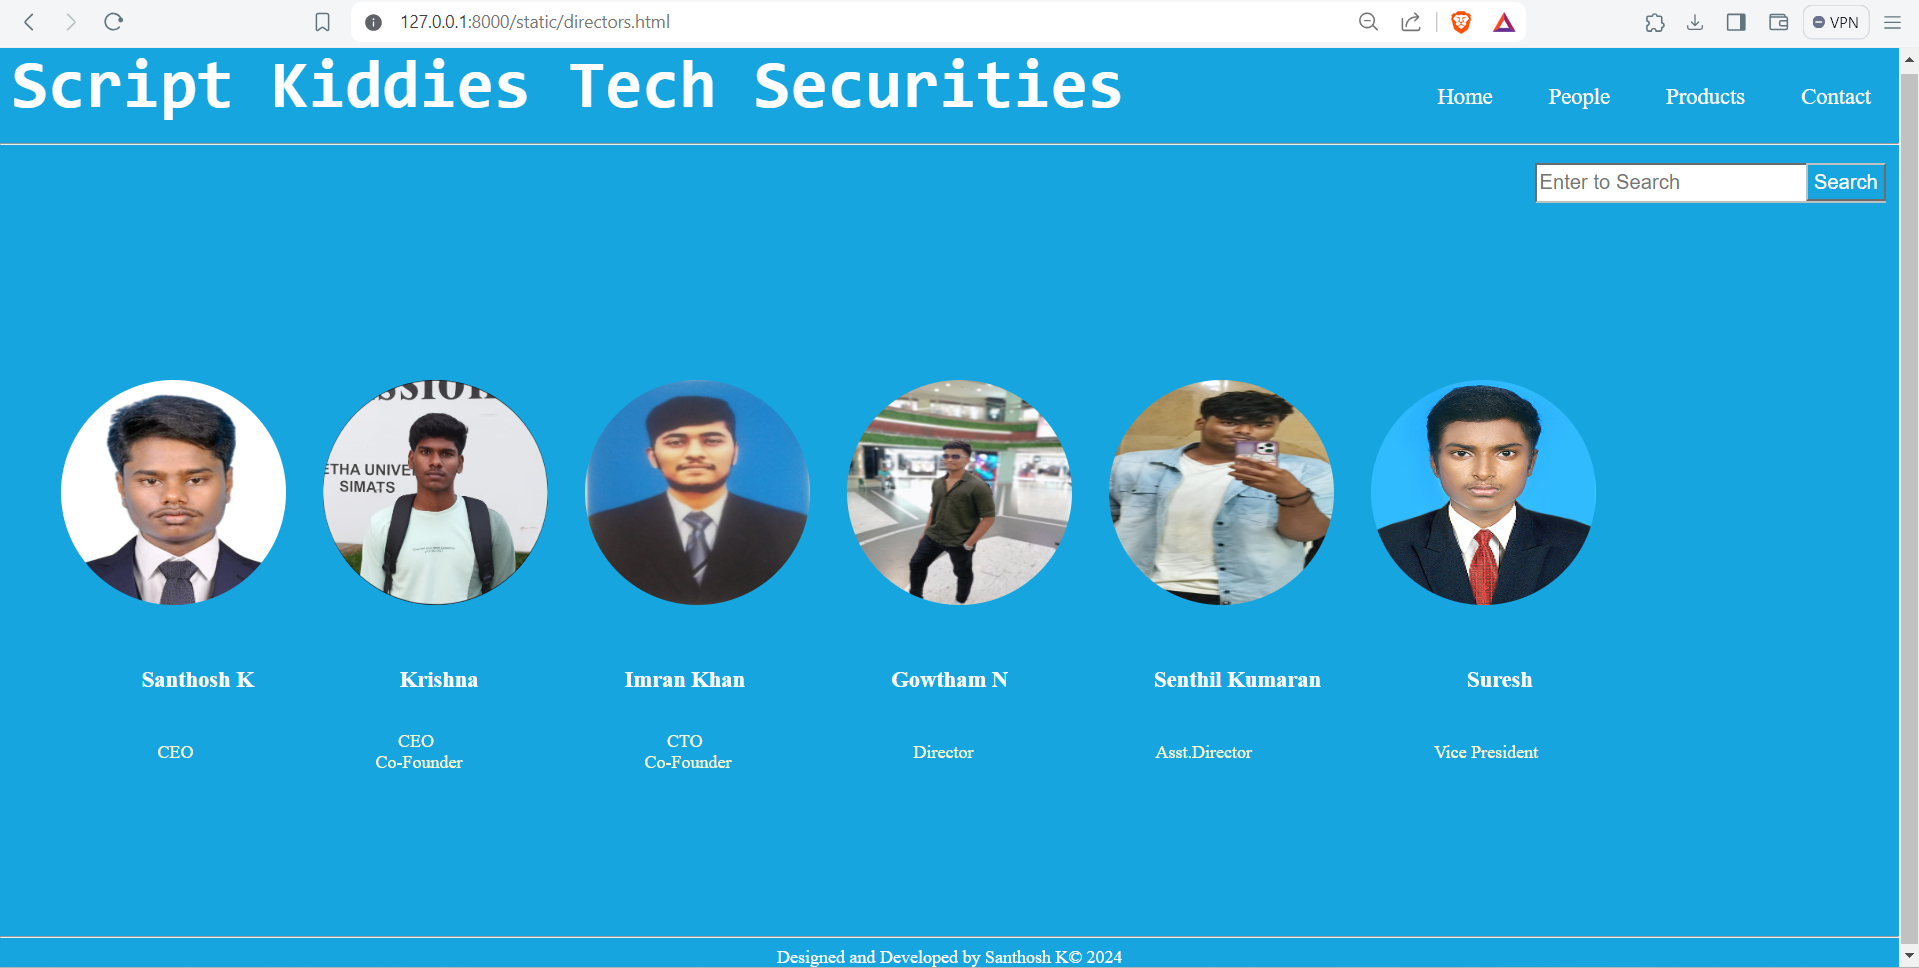 127.0.0.1:8000/static/directors.html
VPN
Script Kiddies Tech Securities
Home People Products Contact
Enter to Search Search
SSION
ETHA UNIVE
SIMATS
Santhosh K Krishna Imran Khan Gowtham N Senthil Kumaran Suresh
CEO CEO CTO Director Asst.Director Vice President
Co-Founder Co-Founder
Designed and Developed by Santhosh K© 2024